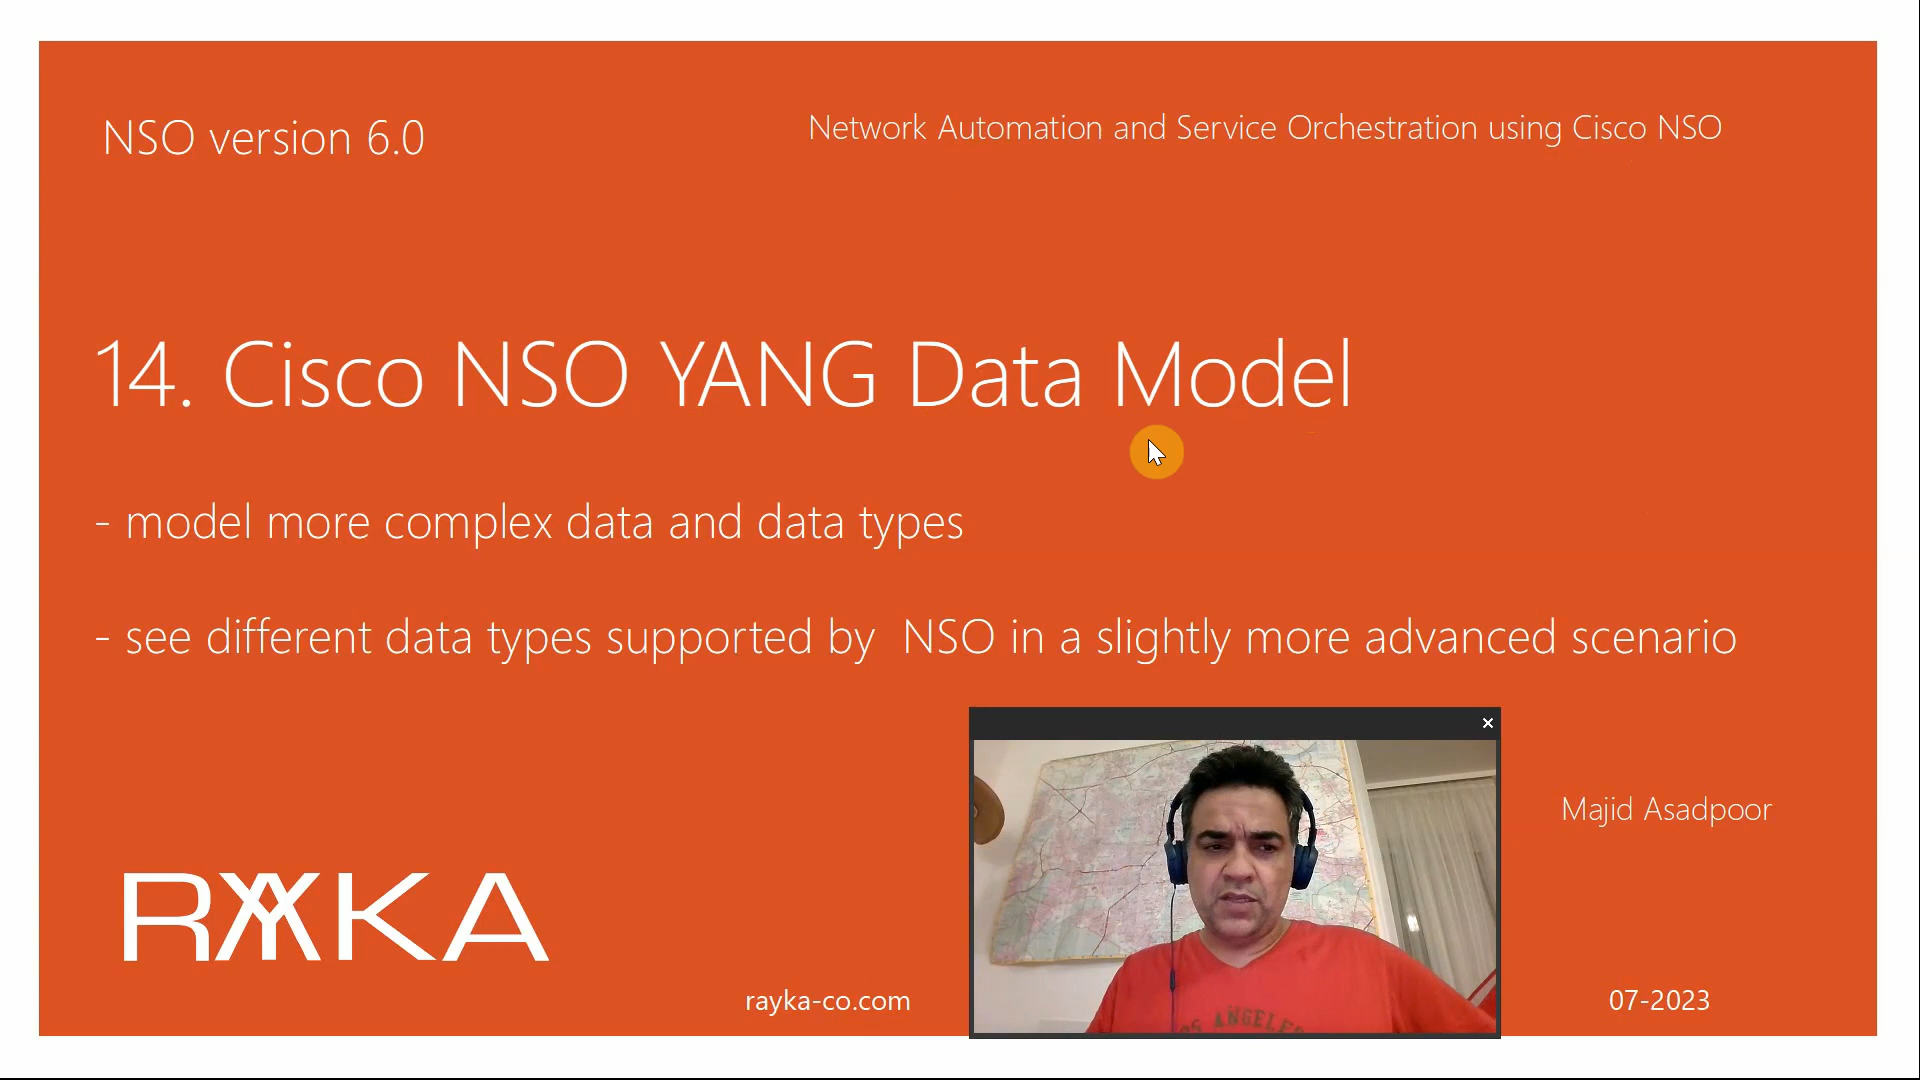 NSO version 6.0
Network Automation and Service Orchestration using Cisco NSO
14. Cisco NSO YANG Data Model
- model more complex data and data types
- see different data types supported by NSO in a slightly more advanced scenario
Majid Asadpoor
RAYKA
rayka-co.com
OS ANGELES
07-2023